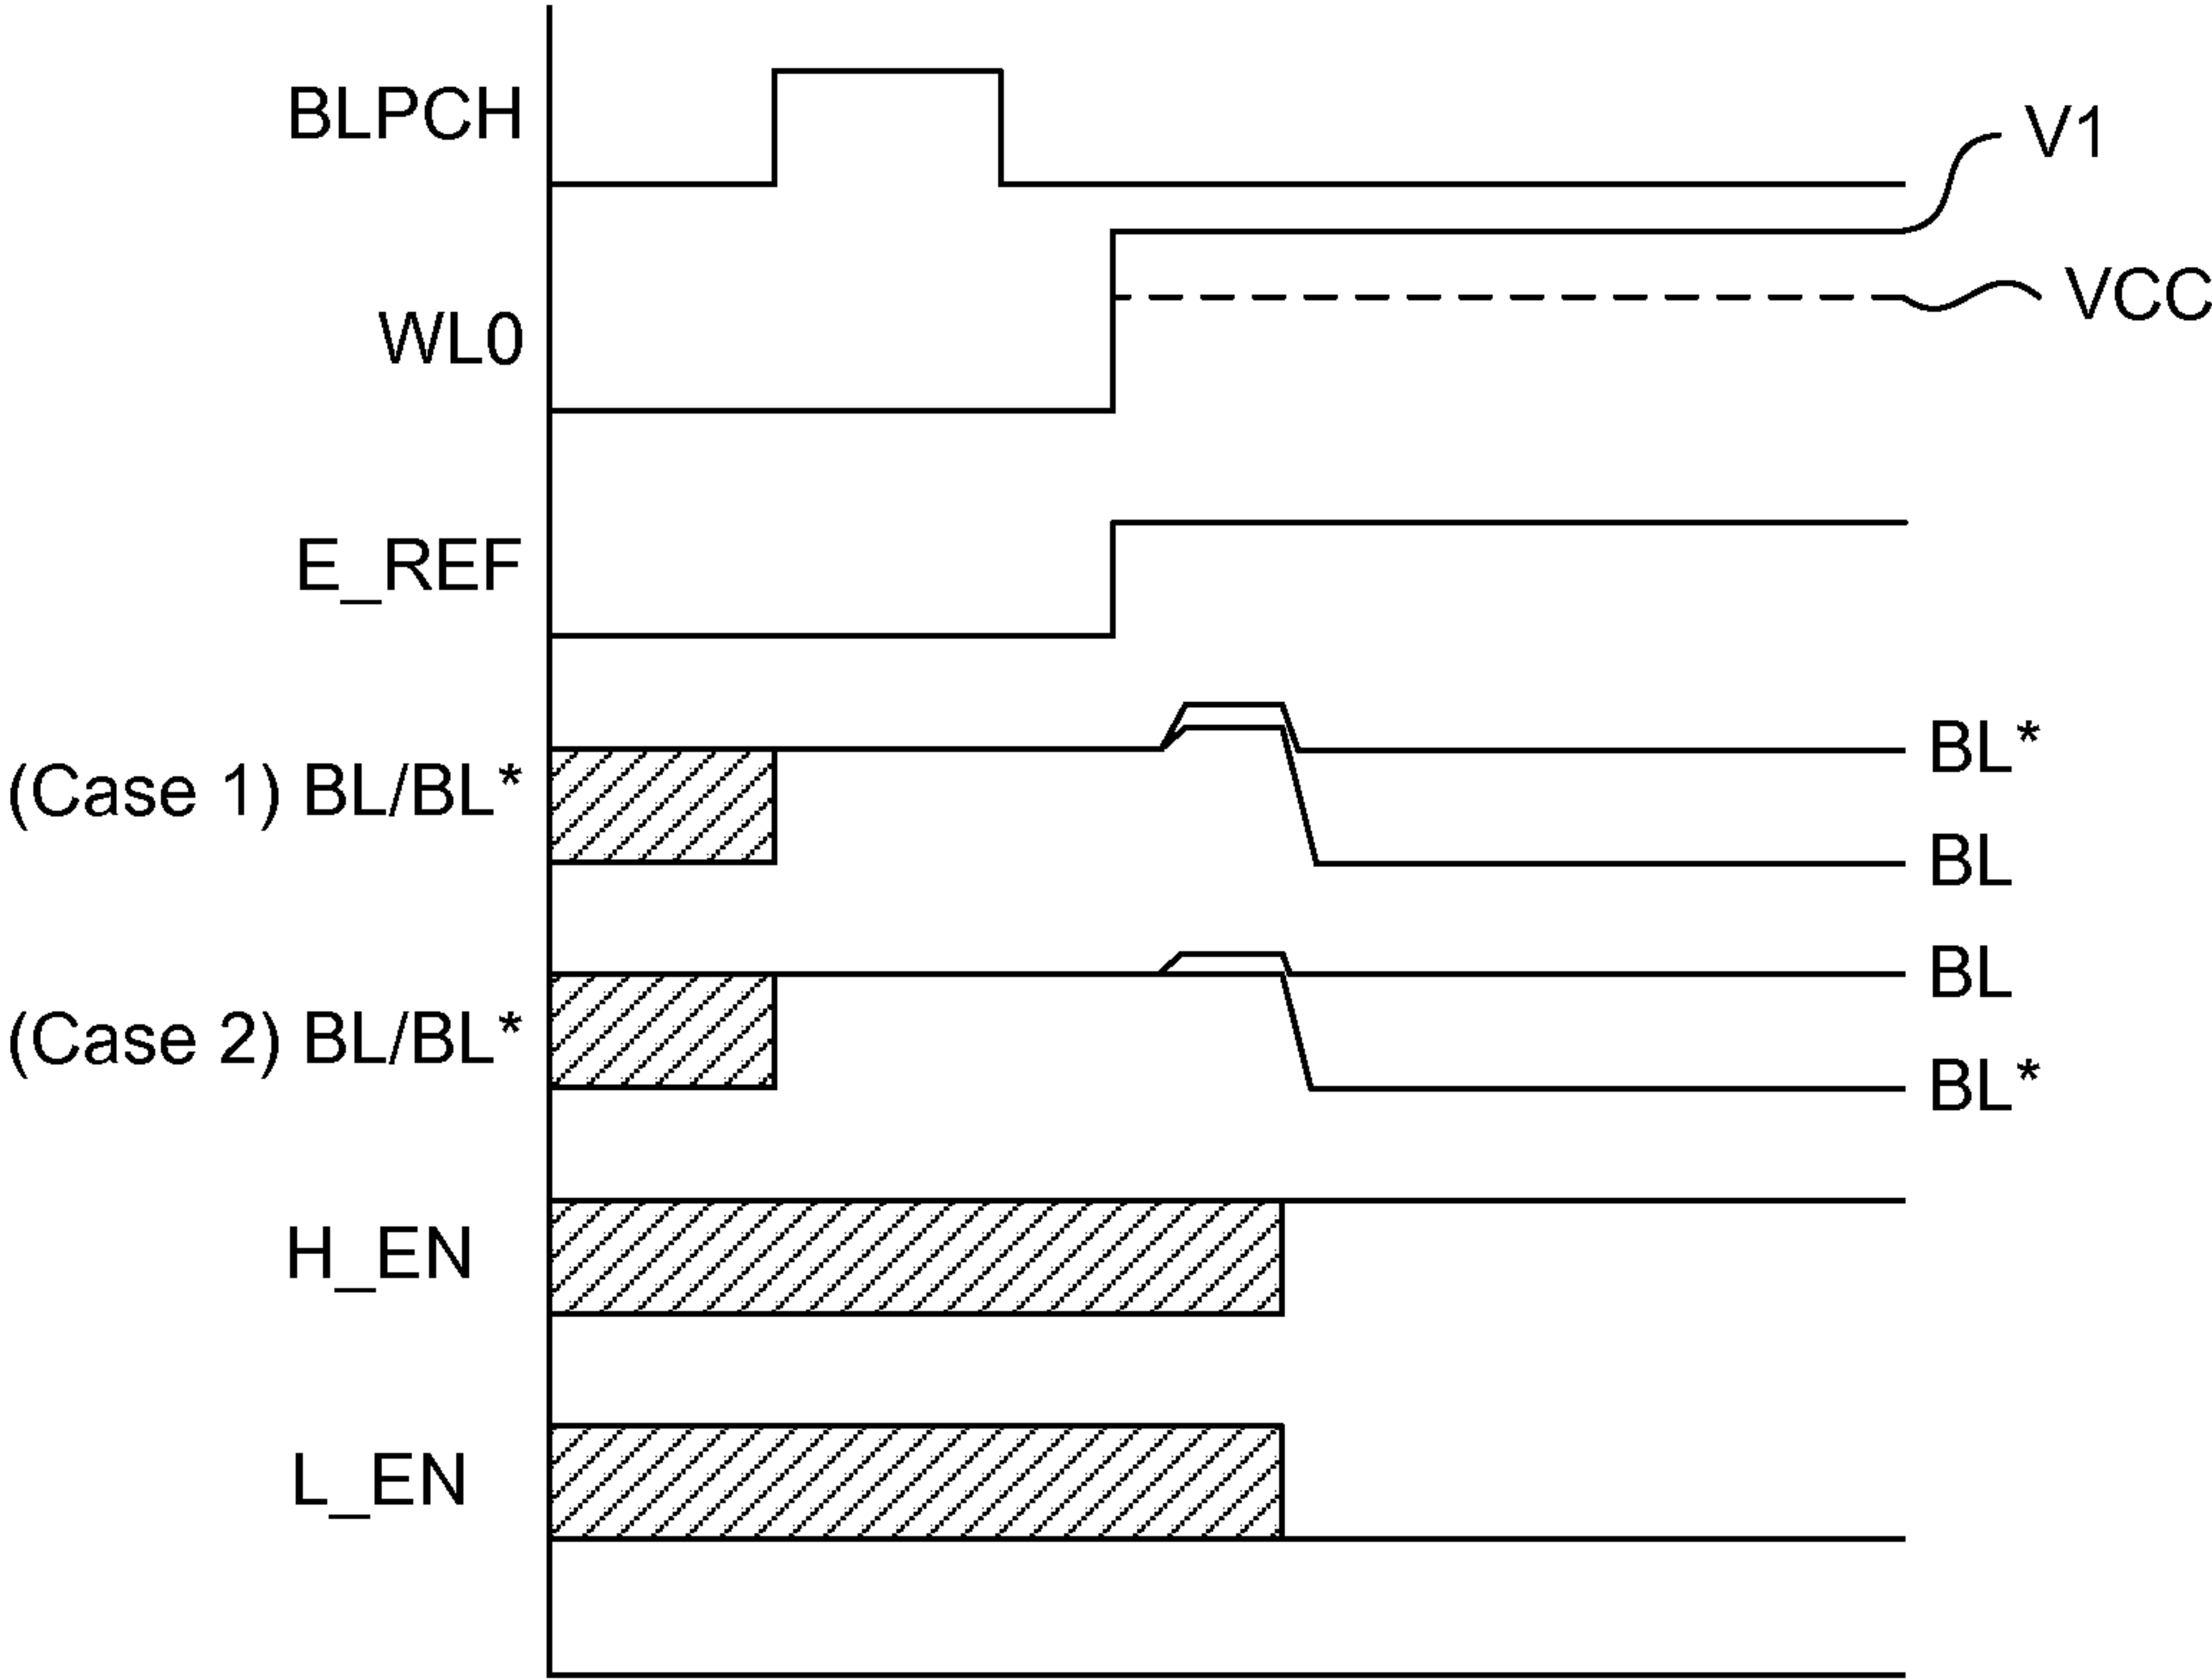 BLPCH
V1
WL0
VCC
E_REF
(Case 1) BL/BL*
BL*
BL
(Case 2) BL/BL*
BL
BL*
H_EN
L_EN